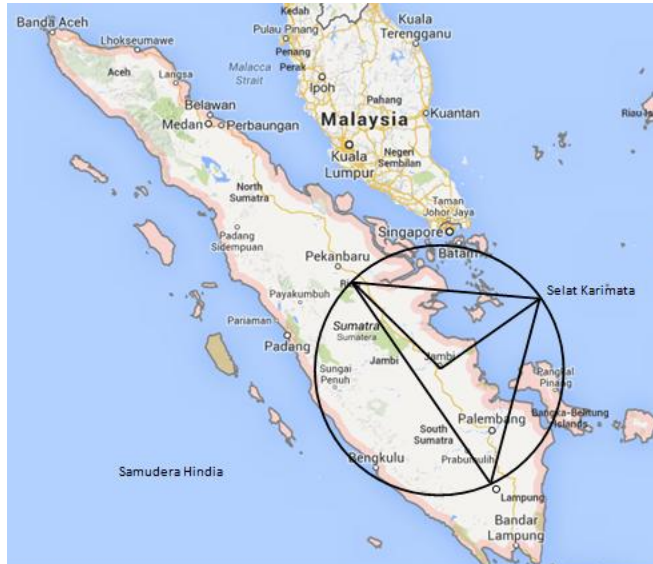 Kedah
Kuala
Terengganu
Banda Aceh
Pulau Pinang
Lhokseumawe
Penang
Perak
Malacca
Strait
Aceh
Langsa
Ipoh
Pahang
Belawan
Kuantan
Medan
Perbaungan
Malaysia
Kuala
Lumpur
Negeri
Sembilan
North
Sumatra
Taman
Johor Jaya
Singapore
Padang
Sidempuan
Batam
Pekanbaru
Selat Karimata
Payakumbuh
Pariaman
Sumatra
Sumatera
Padang
Jambi
Jambi
Sungai
Penuh
Pangkal
Pinang
Palembang
Bangka-Belitung
Islands
South
Sumatra
Prabumulih
Bengkulu
Samudera Hindia
Lampung
Bandar
Lampung